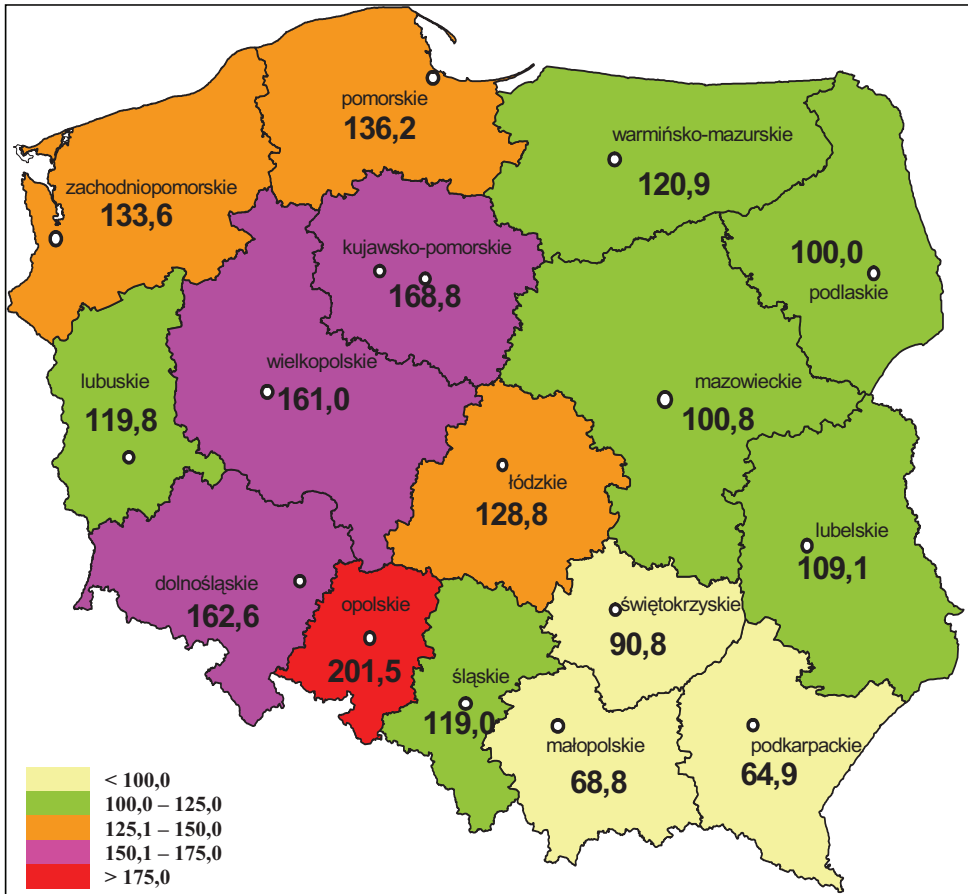 pomorskie
136,2
warmińsko-mazurskie
120,9
zachodniopomorskie
133,6
kujawsko-pomorskie
168,8
100,0
podlaskie
lubuskie
119,8
wielkopolskie
161,0
mazowieckie
100,8
łódzkie
128,8
lubelskie
109,1
dolnośląskie
162,6
opolskie
201,5
świętokrzyskie
90,8
śląskie
119,0
małopolskie
68,8
podkarpackie
64,9
< 100,0
100,0 – 125,0
125,1 – 150,0
150,1 – 175,0
> 175,0